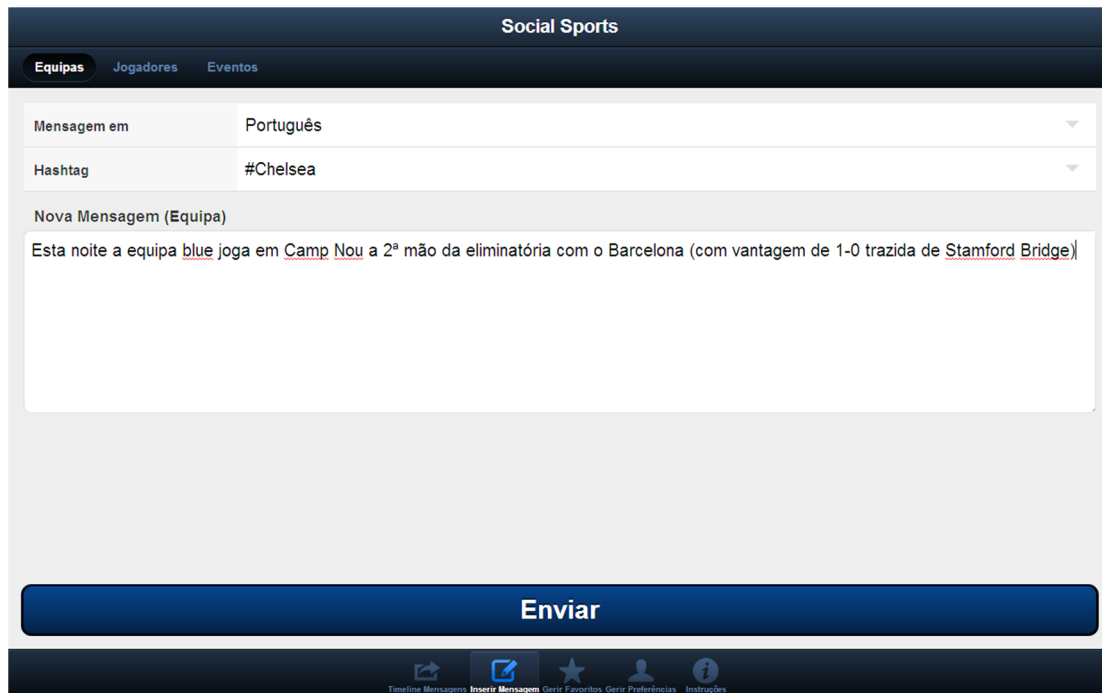 Social Sports
Equipas Jogadores Eventos
Mensagem em Português
Hashtag #Chelsea
Nova Mensagem (Equipa)
Esta noite a equipa blue joga em Camp Nou a 2ª mão da eliminatória com o Barcelona (com vantagem de 1-0 trazida de Stamford Bridge)
Enviar
Timeline Mensagens Inserir Mensagem Gerir Favoritos Gerir Preferências Instruções